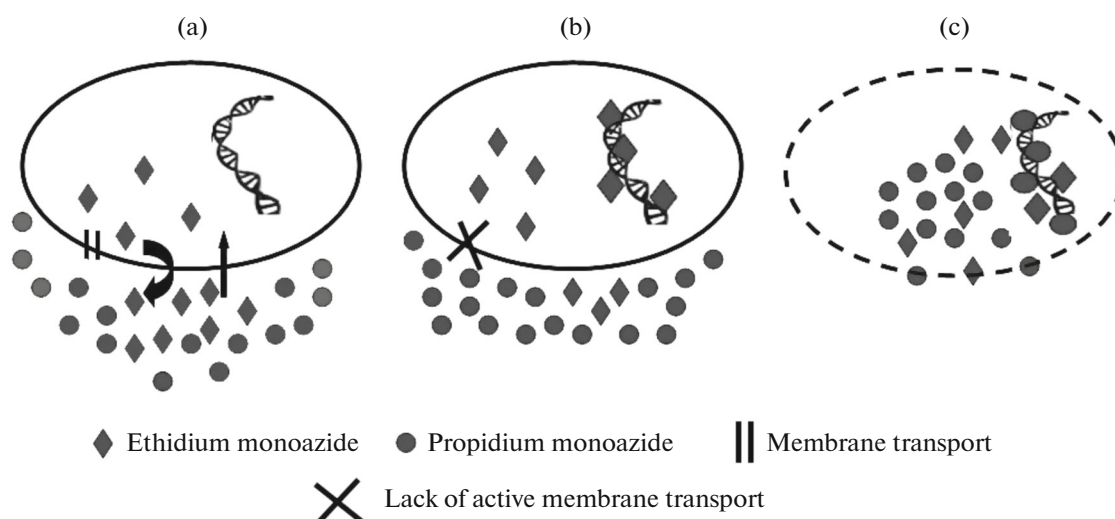 (a)
(b)
(c)
Ethidium monoazide
Propidium monoazide
Membrane transport
Lack of active membrane transport